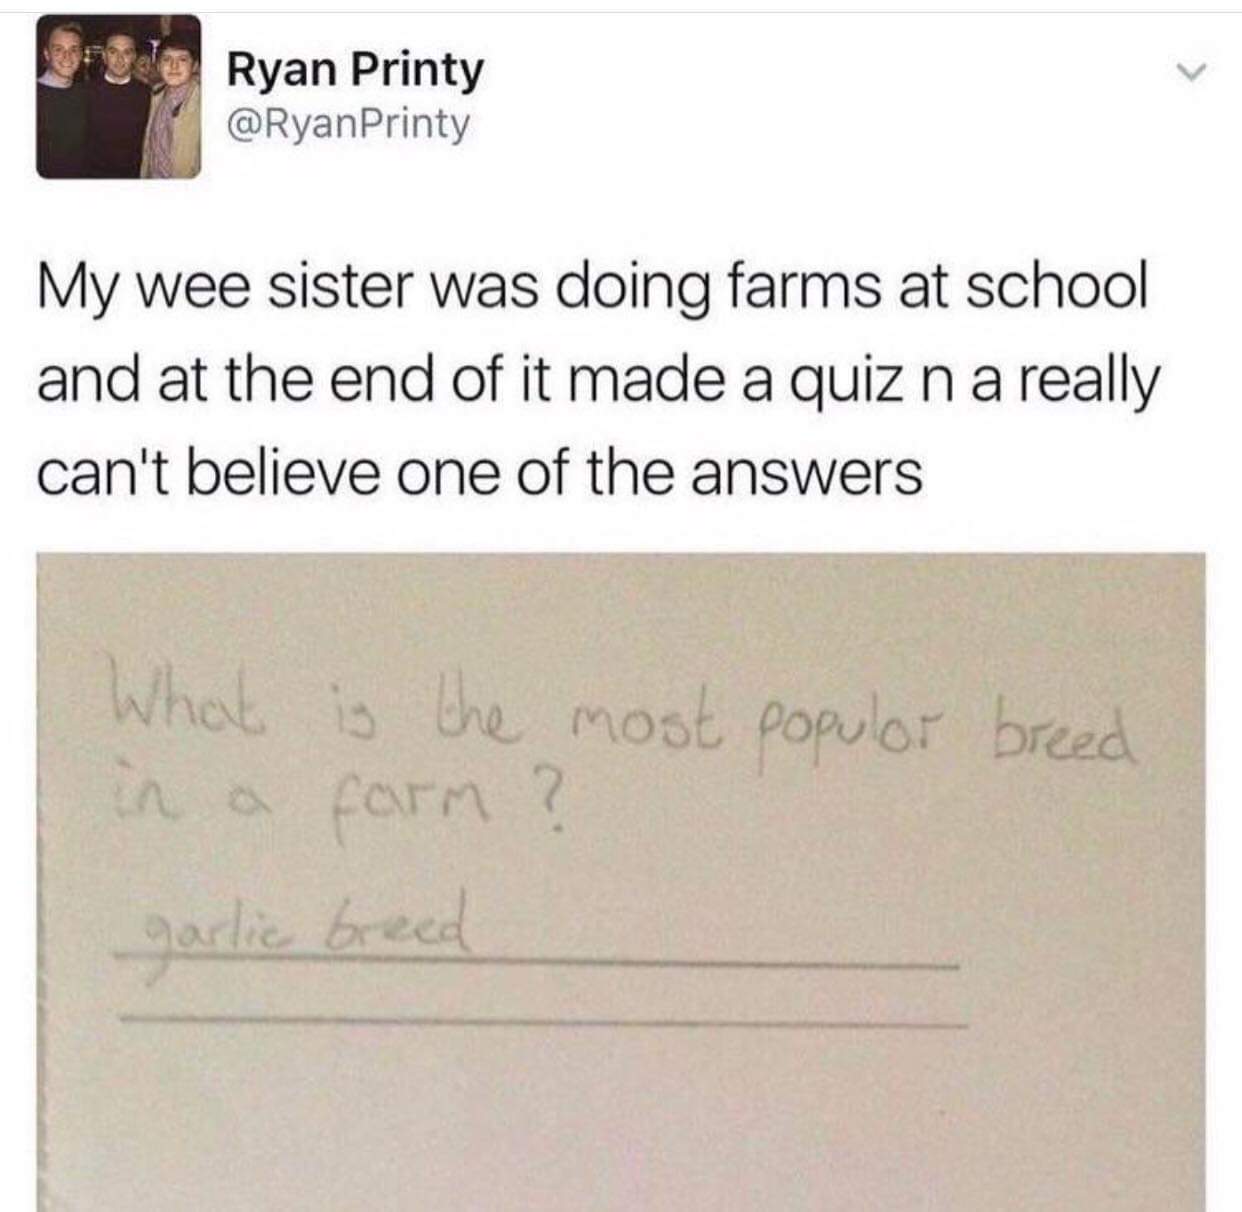 Ryan Printy
@RyanPrinty
My wee sister was doing farms at school
and at the end of it made a quiz n a really
can't believe one of the answers
What is the most popular breed
in a farm ?
garlic breed